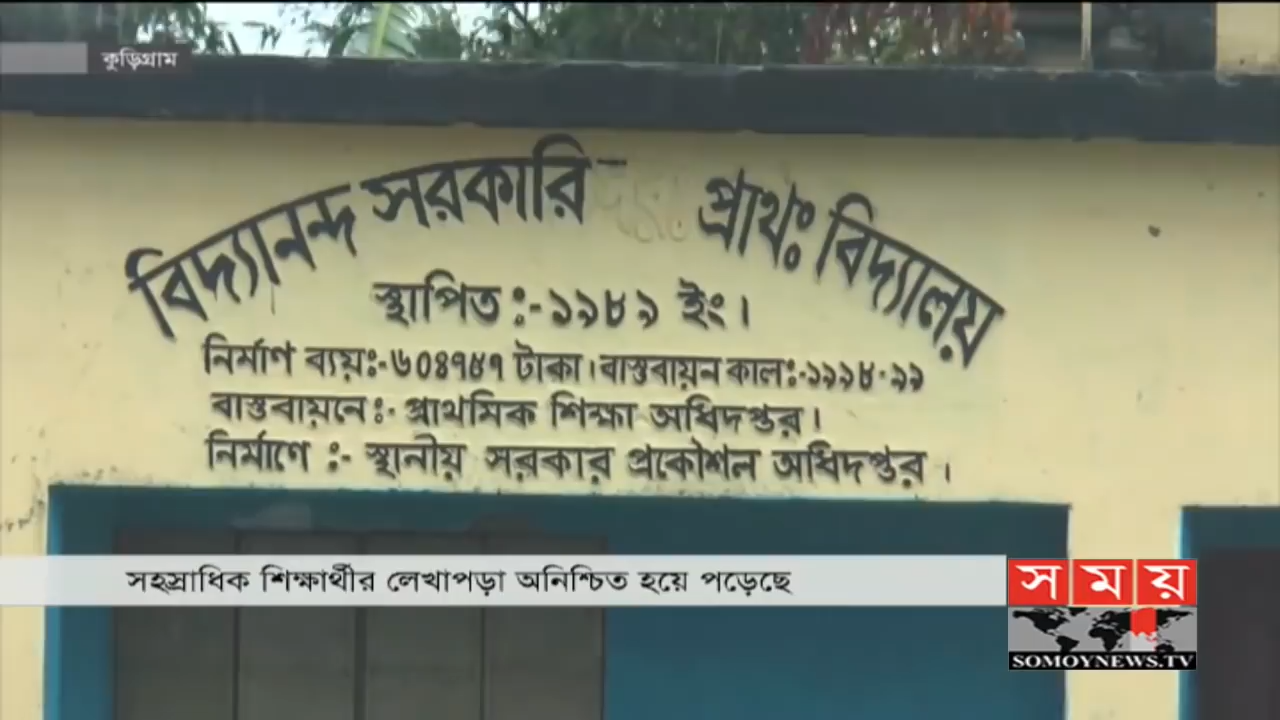 কুড়িগ্রাম
বিদ্যানন্দ সরকারি প্রাথঃ বিদ্যালয়
স্থাপিত ঃ- ১৯৮৯ ইং।
নির্মাণ ব্যয়ঃ-৬০৪৭৮৭ টাকা। বাস্তবায়ন কাল ঃ-১৯৯৮-৯৯
বাস্তবায়নে ঃ- প্রাথমিক শিক্ষা অধিদপ্তর।
নির্মাণে ঃ- স্থানীয় সরকার প্রকৌশল অধিদপ্তর ।
সহস্রাধিক শিক্ষার্থীর লেখাপড়া অনিশ্চিত হয়ে পড়েছে
সময়
SOMOYNEWS.TV